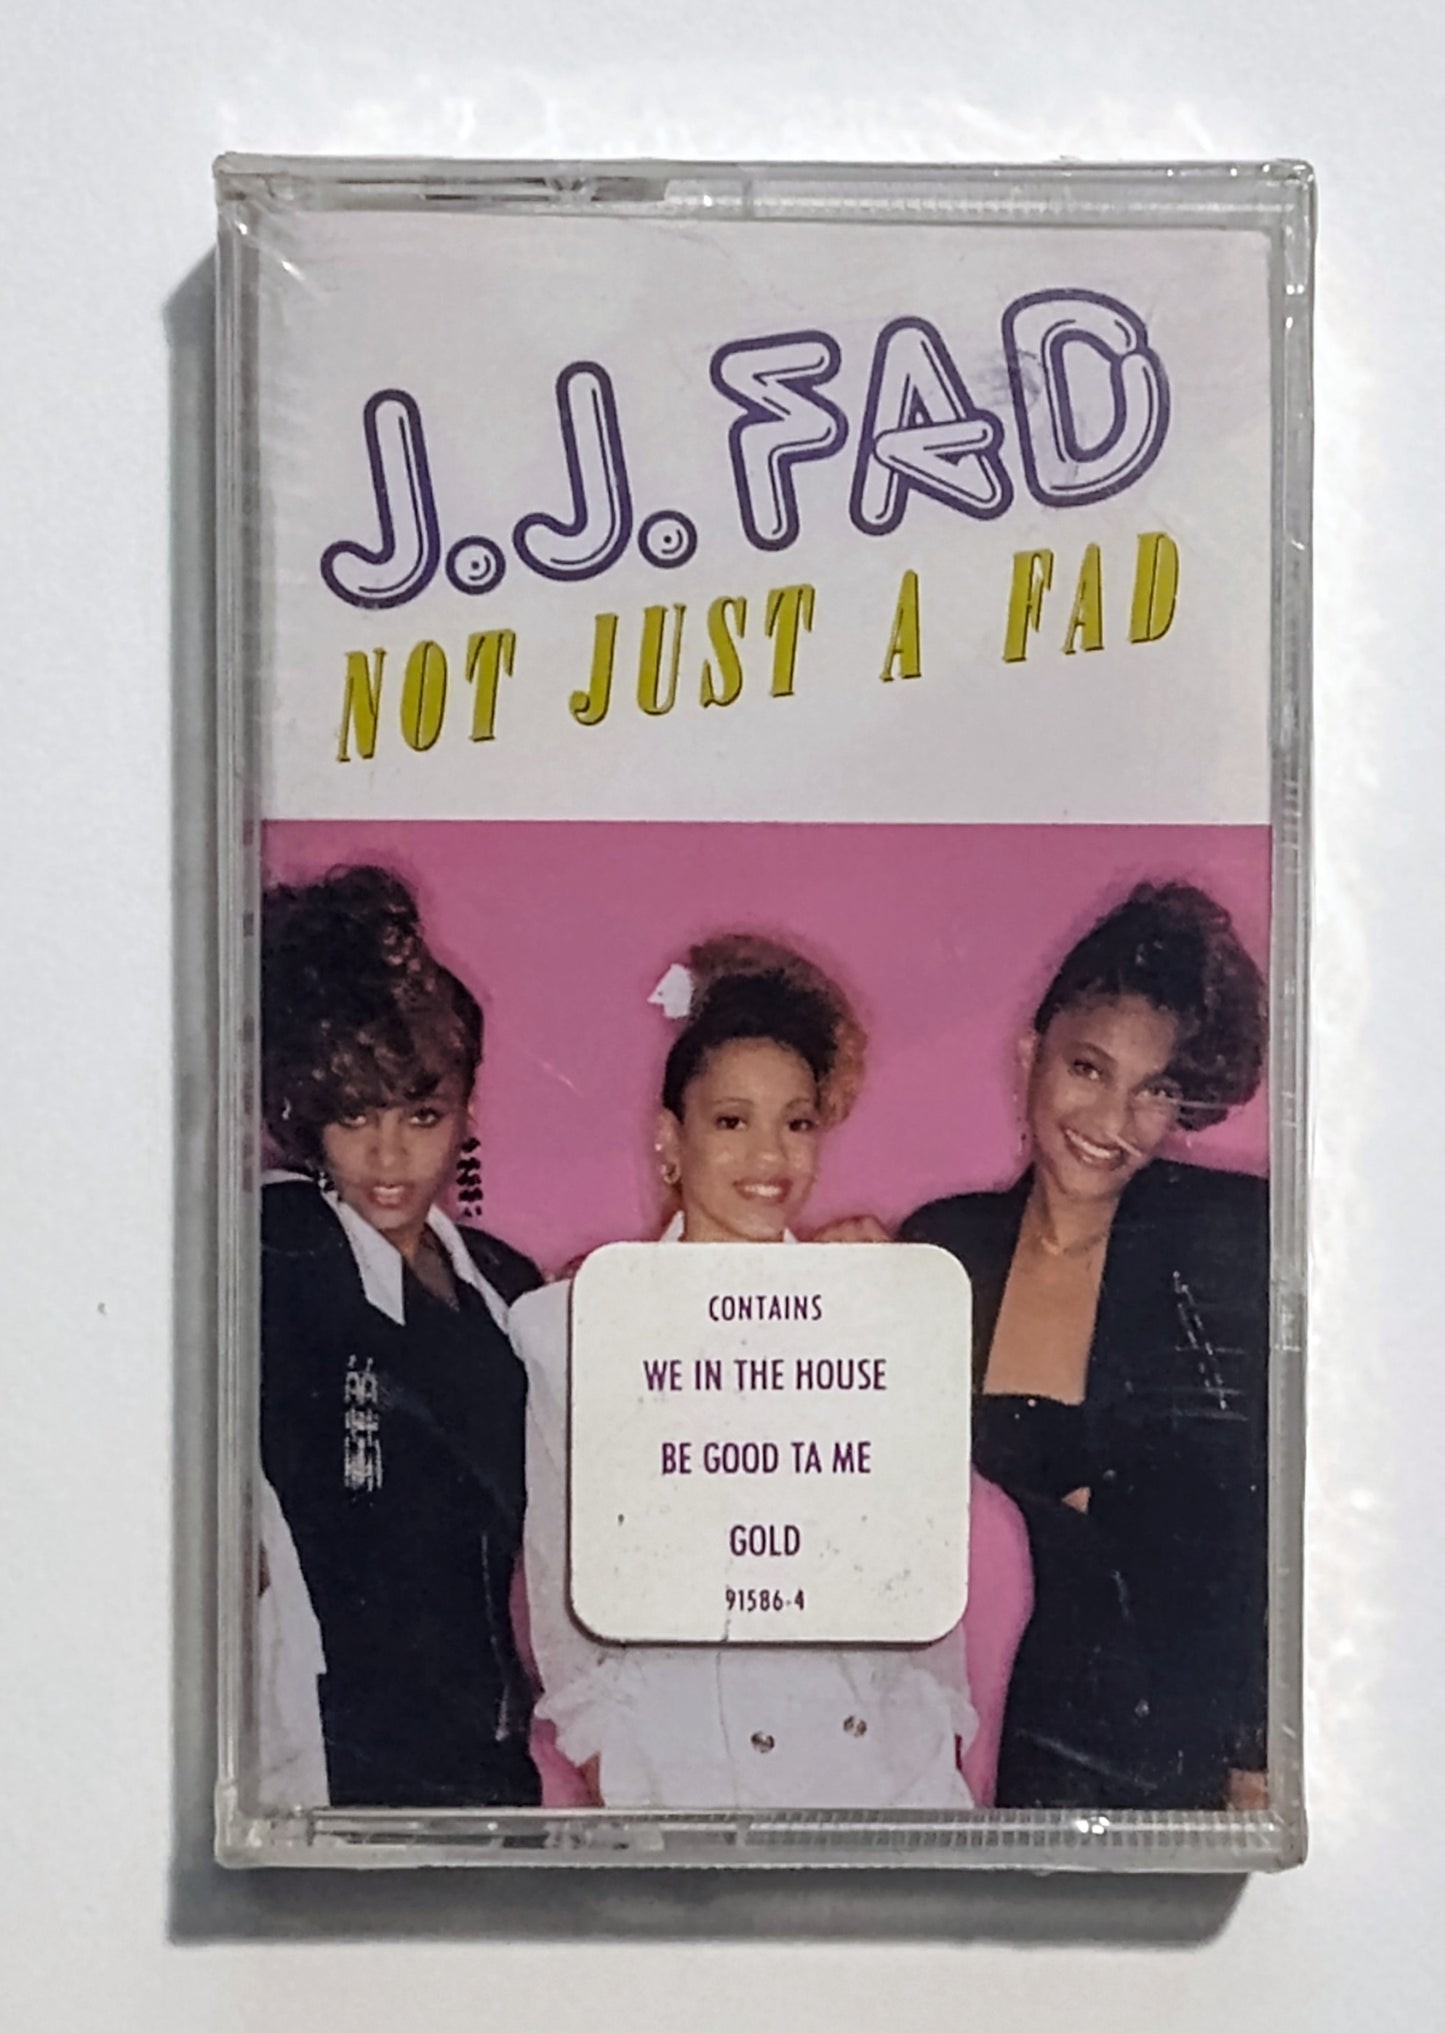 J.J. FAD
NOT JUST A FAD
CONTAINS
WE IN THE HOUSE
BE GOOD TA ME
GOLD
91586-4